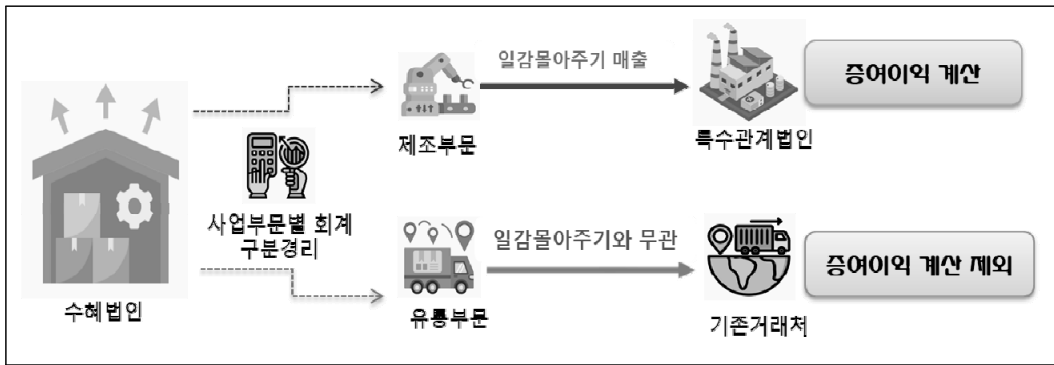 일감몰아주기 매출
증여이익 계산
제조부문
특수관계법인
사업부문별 회계
구분경리
일감몰아주기와 무관
증여이익 계산 제외
수혜법인
유통부문
기존거래처